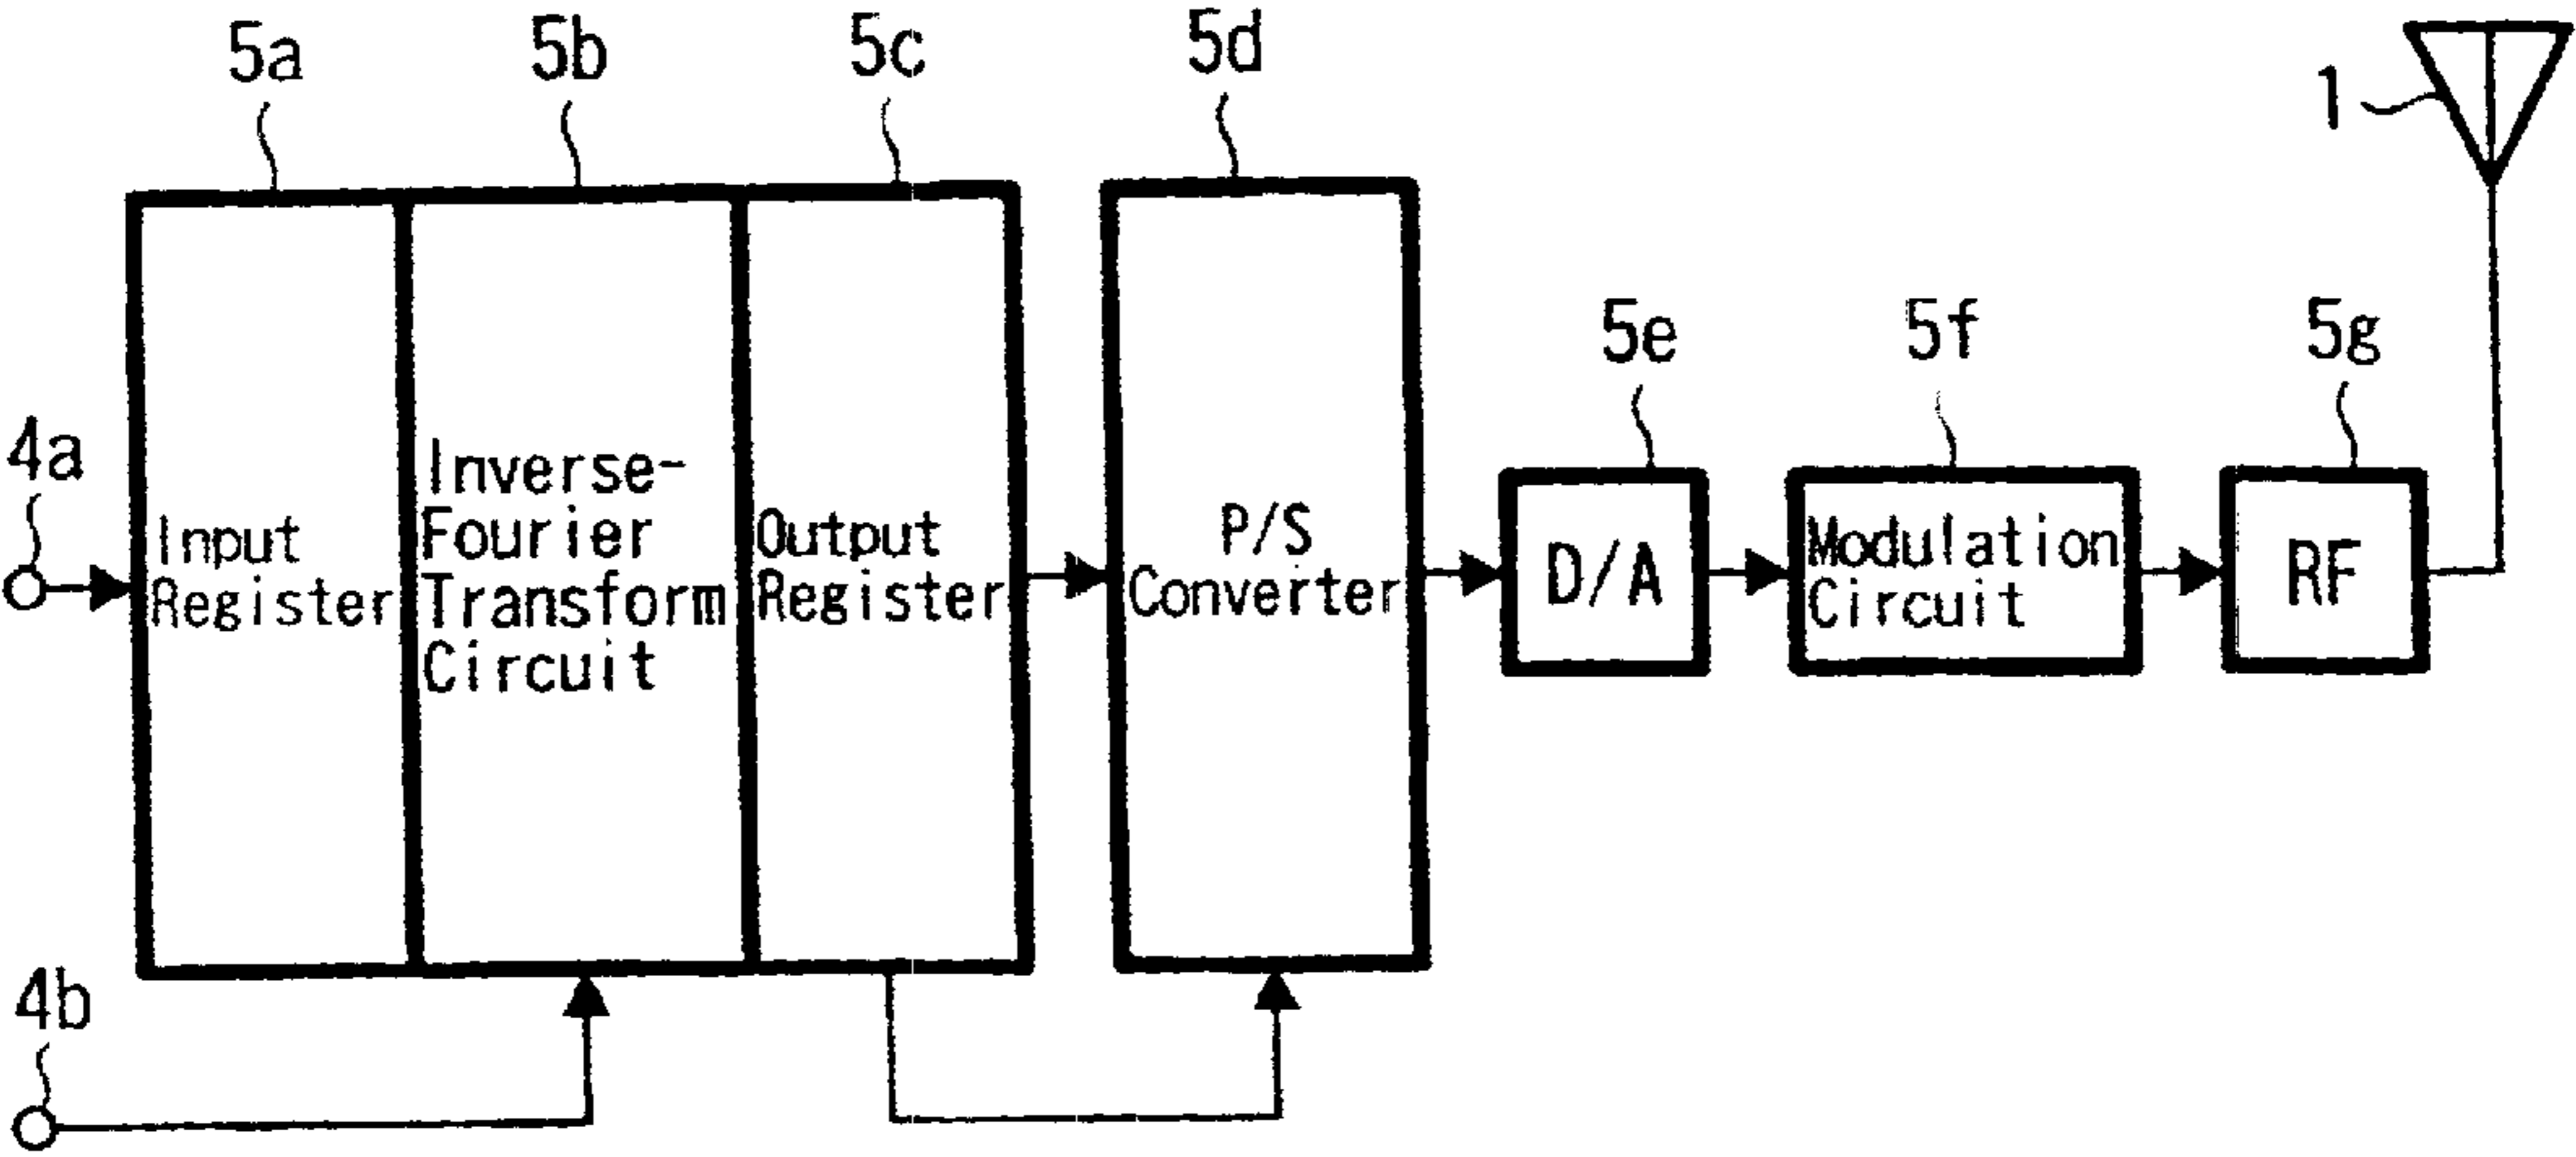 5a
5b
5c
5d
1
5e
5f
5g
4a
Input
Register
Inverse-
Fourier
Transform
Circuit
Output
Register
P/S
Converter
D/A
Modulation
Circuit
RF
4b